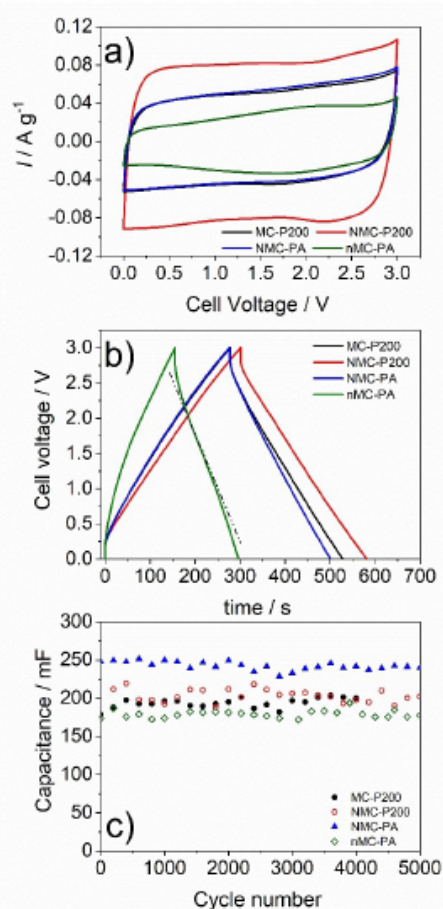 a)
0.12
0.08
0.04
0.00
-0.04
-0.08
-0.12
I / A g-1
MC-P200 NMC-P200
NMC-PA nMC-PA
0.0 0.5 1.0 1.5 2.0 2.5 3.0
Cell Voltage / V
b)
3.0
2.5
2.0
1.5
1.0
0.5
0.0
Cell voltage / V
MC-P200
NMC-P200
NMC-PA
nMC-PA
0 100 200 300 400 500 600 700
time / s
300
250
200
150
100
50
0
Capacitance / mF
c)
MC-P200
NMC-P200
NMC-PA
nMC-PA
0 1000 2000 3000 4000 5000
Cycle number